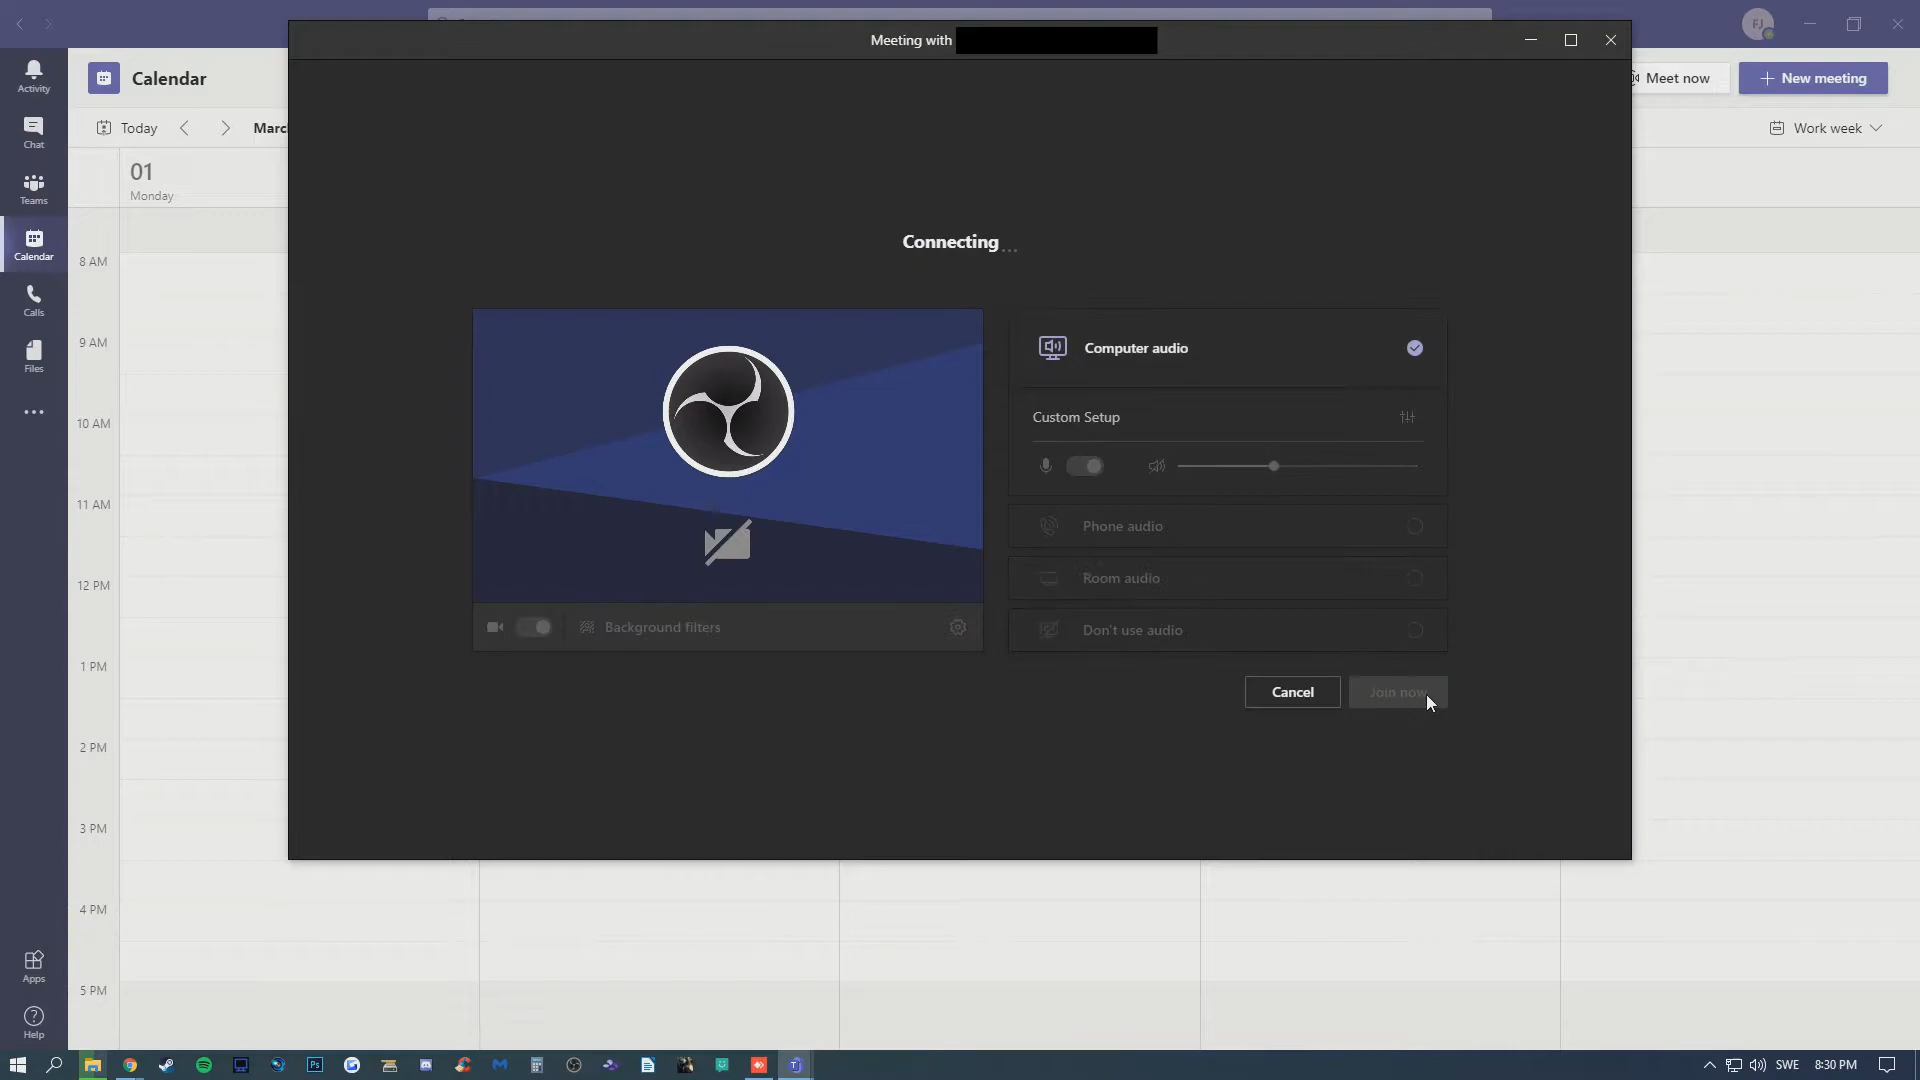 Meeting with
FJ
Calendar
Meet now
New meeting
Today
Marc
Work week
01
Monday
Activity
Chat
Teams
Calendar
Calls
Files
Apps
Help
8 AM
9 AM
10 AM
11 AM
12 PM
1 PM
2 PM
3 PM
4 PM
5 PM
Connecting...
Background filters
Computer audio
Custom Setup
Phone audio
Room audio
Don't use audio
Cancel
Join now
Ps
SWE
8:30 PM